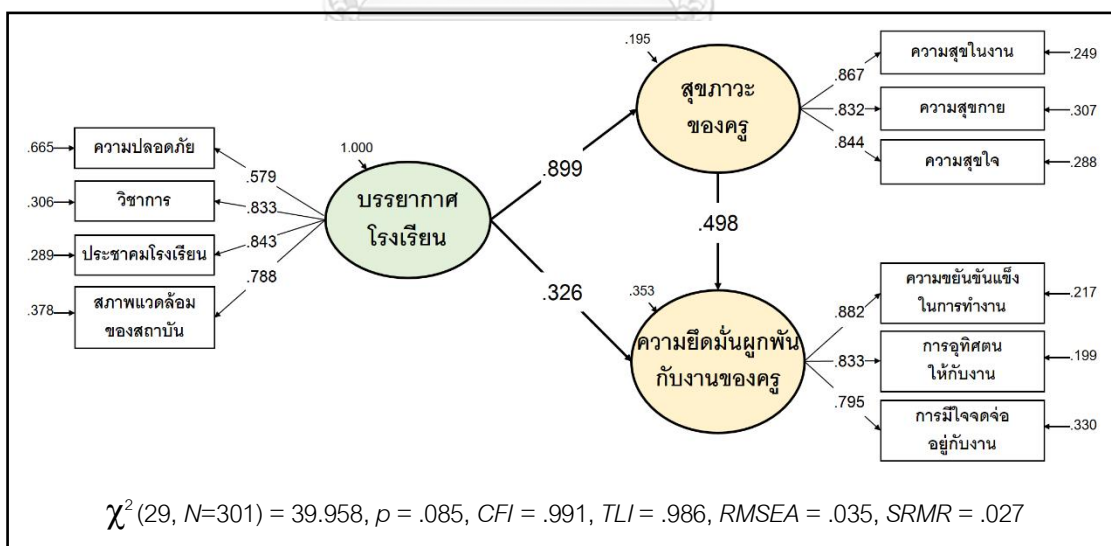 .195
สุขภาวะ
ของครู
ความสุขในงาน
.249
.867
ความสุขกาย
.307
.832
ความสุขใจ
.288
.844
.665
ความปลอดภัย
.579
.306
วิชาการ
.833
.289
ประชาคมโรงเรียน
.843
.378
สภาพแวดล้อม
ของสถาบัน
.788
1.000
บรรยากาศ
โรงเรียน
.899
.498
.326
.353
ความยึดมั่นผูกพัน
กับงานของครู
ความขยันขันแข็ง
ในการทำงาน
.217
.882
การอุทิศตน
ให้กับงาน
.199
.833
การมีใจจดจ่อ
อยู่กับงาน
.330
.795
χ² (29, N=301) = 39.958, p = .085, CFI = .991, TLI = .986, RMSEA = .035, SRMR = .027